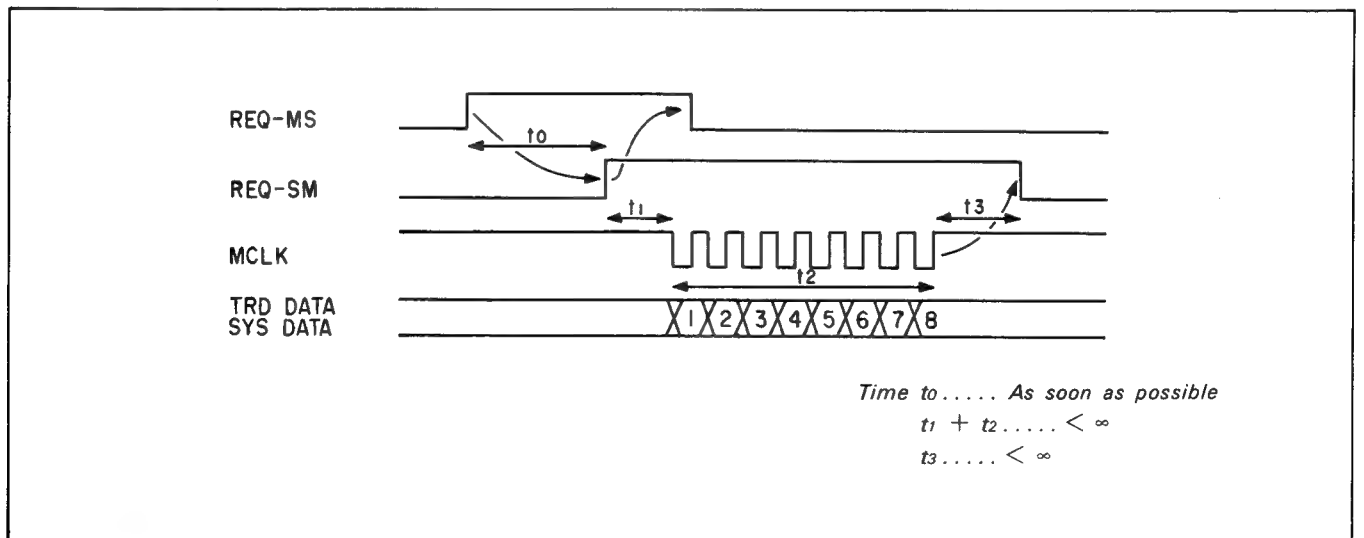 REQ-MS
t0
REQ-SM
t1
t3
MCLK
t2
TRD DATA
SYS DATA
1 2 3 4 5 6 7 8
Time t0 ..... As soon as possible
t1 + t2 ..... < ∞
t3 ..... < ∞